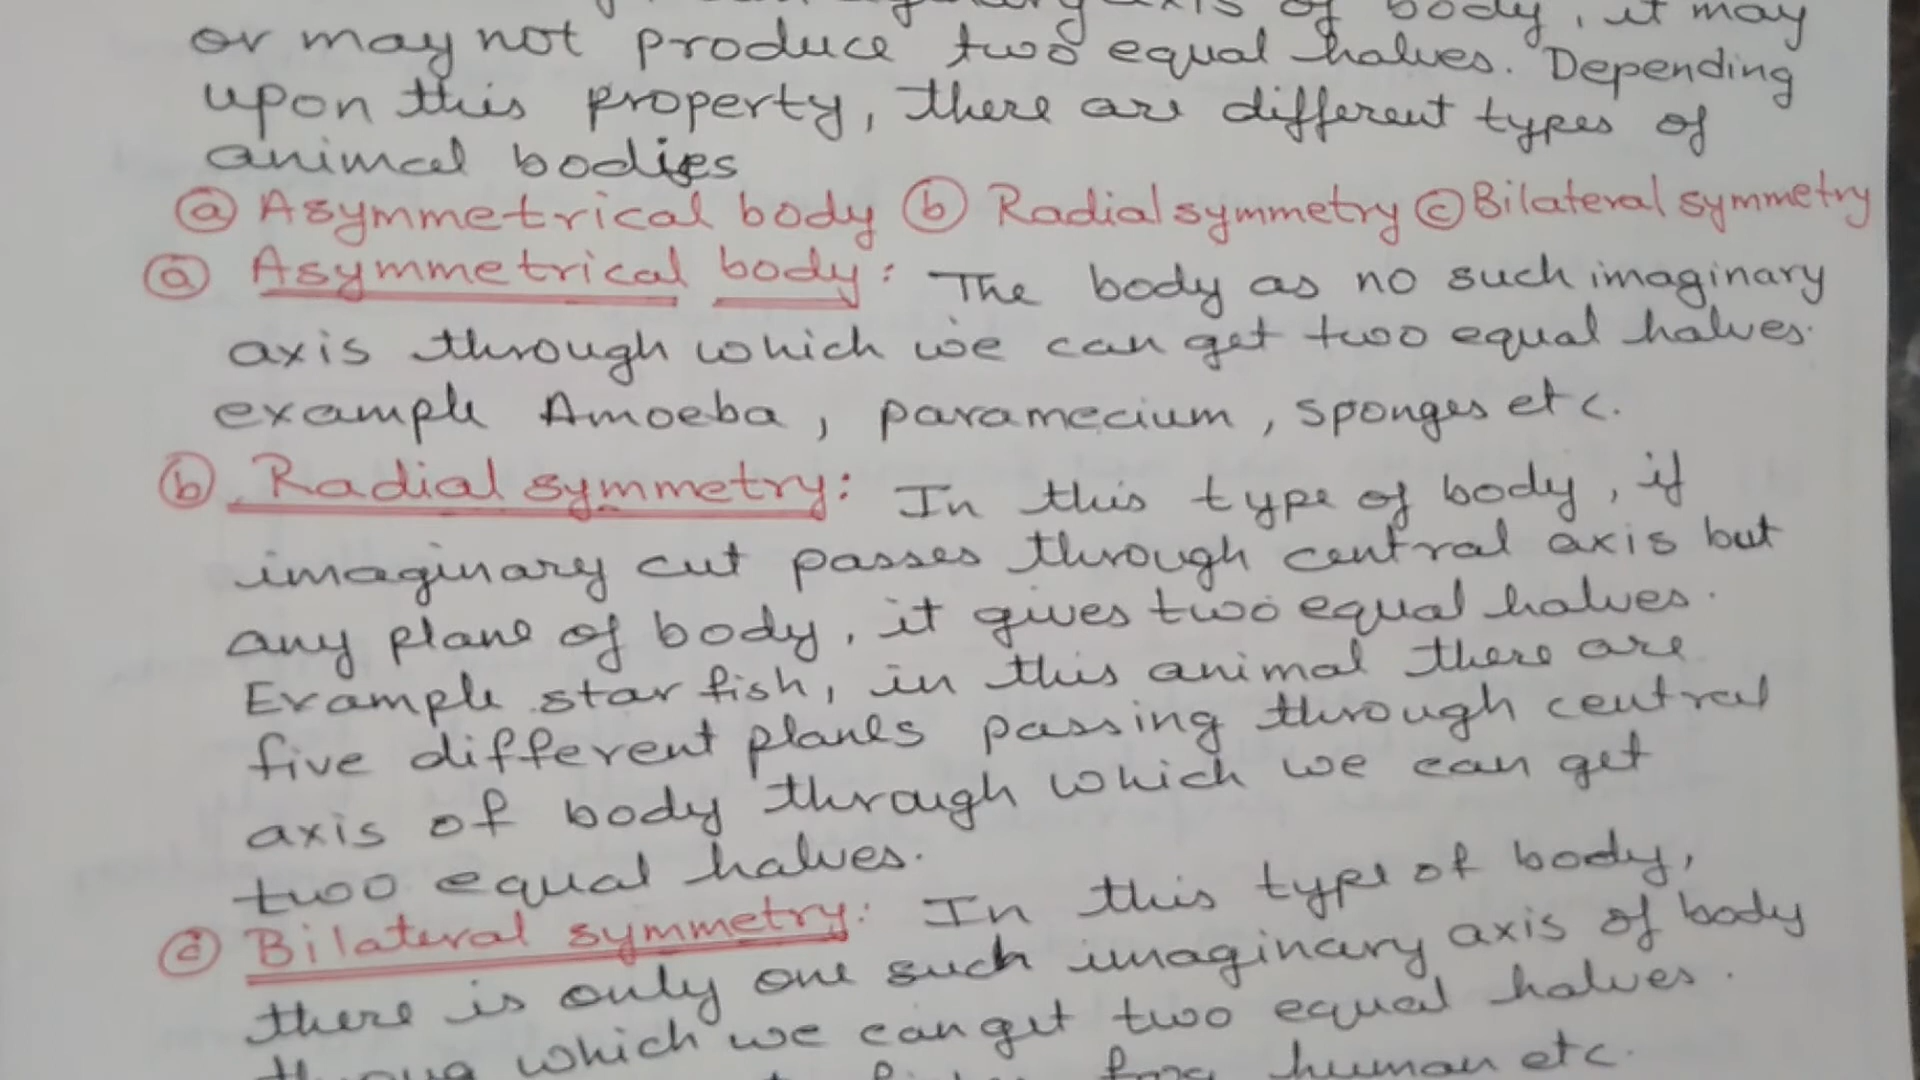 axis of body, it may
or may not produce two equal halves. Depending
upon this property, there are different types of
animal bodies
ⓐ Asymmetrical body ⓑ Radial symmetry ⓒ Bilateral symmetry
ⓐ Asymmetrical body: The body as no such imaginary
axis through which we can get two equal halves.
example Amoeba, paramecium, sponges etc.
ⓑ Radial symmetry: In this type of body, if
imaginary cut passes through central axis but
any plane of body, it gives two equal halves.
Example star fish, in this animal there are
five different planes passing through central
axis of body through which we can get
two equal halves.
ⓒ Bilateral symmetry: In this type of body,
there is only one such imaginary axis of body
which we can get two equal halves.
frog human etc.